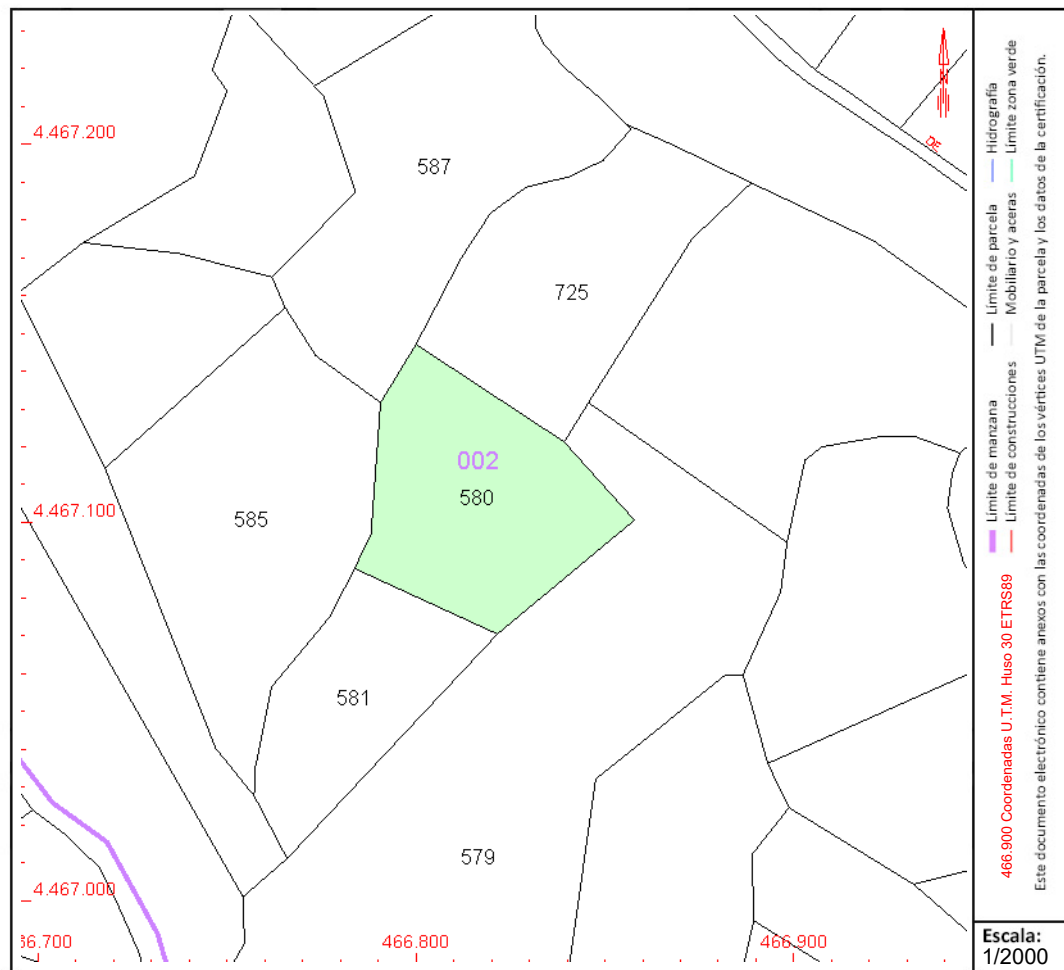 4.467.200
587
DE
725
002
580
4.467.100
585
581
579
4.467.000
36.700
466.800
466.900
Límite de manzana
Límite de parcela
Hidrografía
Límite de construcciones
Mobiliario y aceras
Límite zona verde
466.900 Coordenadas U.T.M. Huso 30 ETRS89
Este documento electrónico contiene anexos con las coordenadas de los vértices UTM de la parcela y los datos de la certificación.
Escala:
1/2000